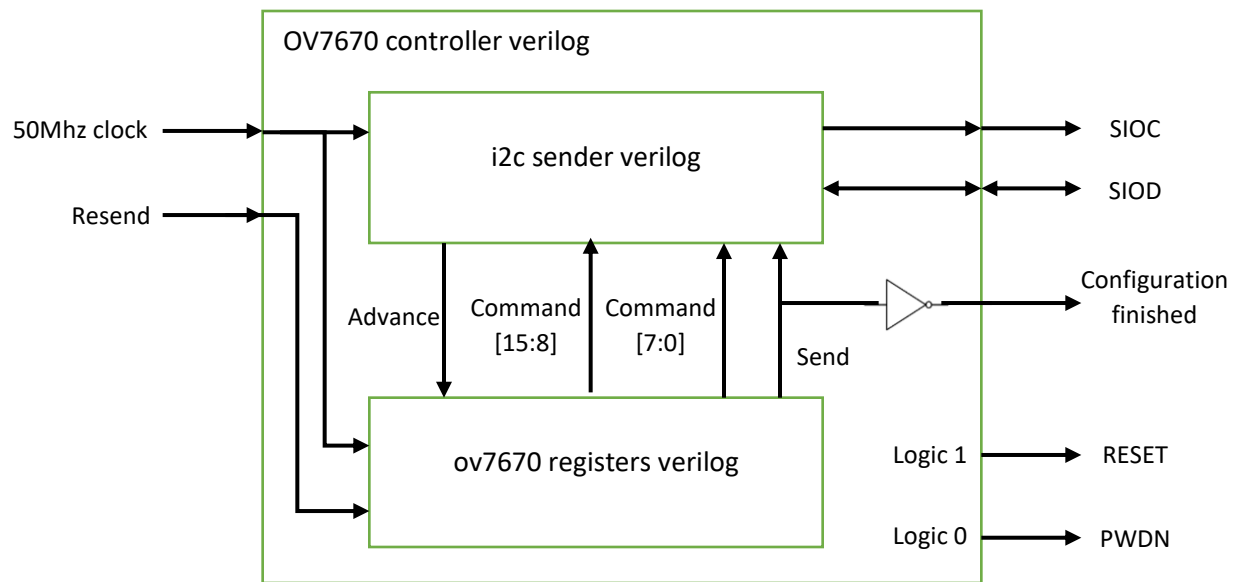 OV7670 controller verilog
50Mhz clock
i2c sender verilog
SIOC
SIOD
Resend
Advance
Command
[15:8]
Command
[7:0]
Send
Configuration
finished
ov7670 registers verilog
Logic 1
RESET
Logic 0
PWDN